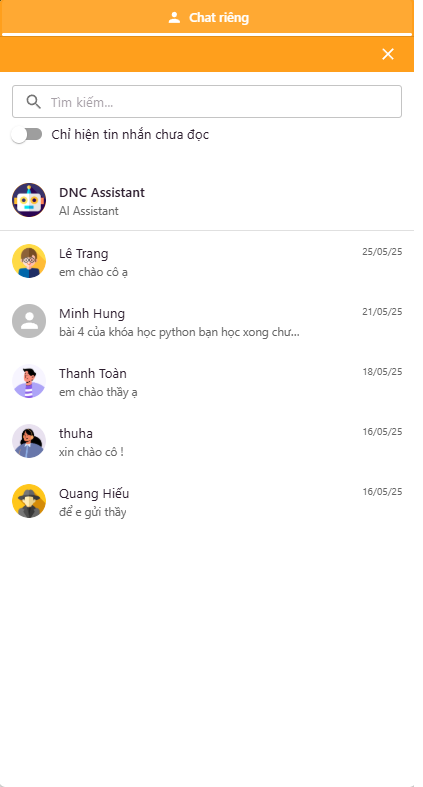 Chat riêng
Tìm kiếm...
Chỉ hiện tin nhắn chưa đọc
DNC Assistant
AI Assistant
Lê Trang 25/05/25
em chào cô ạ
Minh Hung 21/05/25
bài 4 của khóa học python bạn học xong chư...
Thanh Toàn 18/05/25
em chào thầy ạ
thuha 16/05/25
xin chào cô !
Quang Hiếu 16/05/25
để e gửi thầy